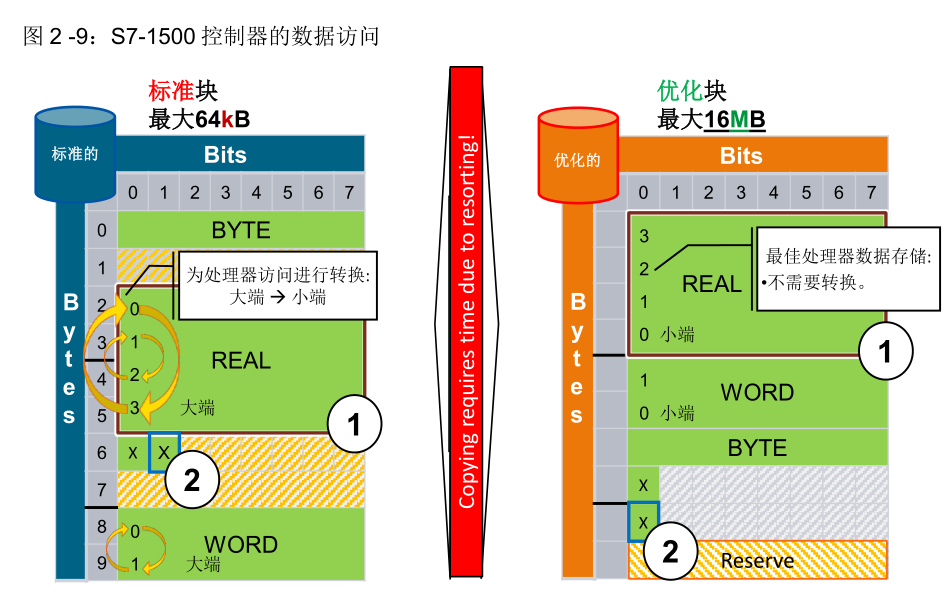 图 2 -9：S7-1500 控制器的数据访问
标准块
最大64kB
标准的
Bits
0 1 2 3 4 5 6 7
Bytes
0 BYTE
1
为处理器访问进行转换:
大端 → 小端
2 0
3 1
REAL
4 2
5 3 大端
1
6 x x
2
7
8 0
WORD
9 1 大端
Copying requires time due to resorting!
优化块
最大16MB
优化的
Bits
0 1 2 3 4 5 6 7
Bytes
3
2
REAL
1
0 小端
最佳处理器数据存储:
•不需要转换。
1
1
WORD
0 小端
BYTE
x
x
2
Reserve